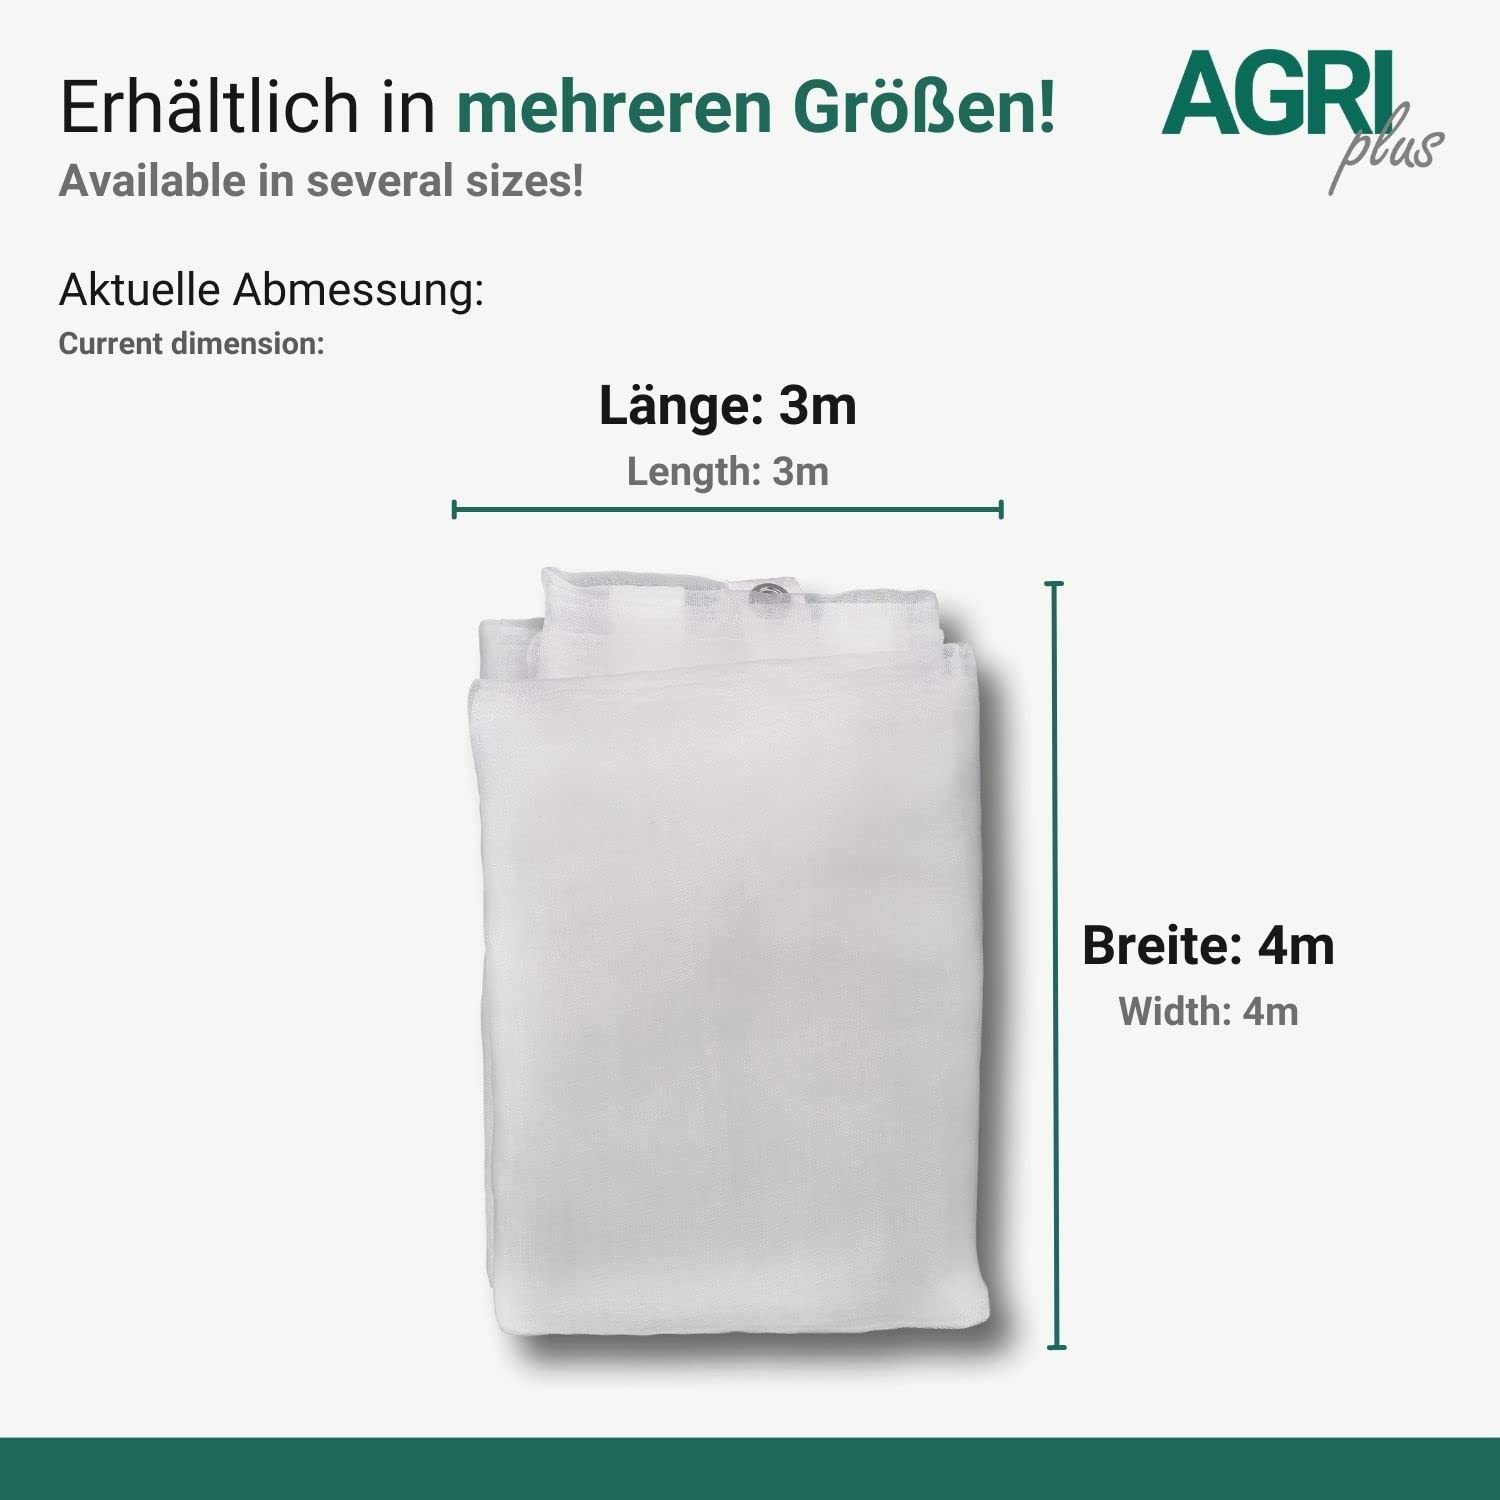 Erhältlich in mehreren Größen!
Available in several sizes!
AGRI
plus
Aktuelle Abmessung:
Current dimension:
Länge: 3m
Length: 3m
Breite: 4m
Width: 4m